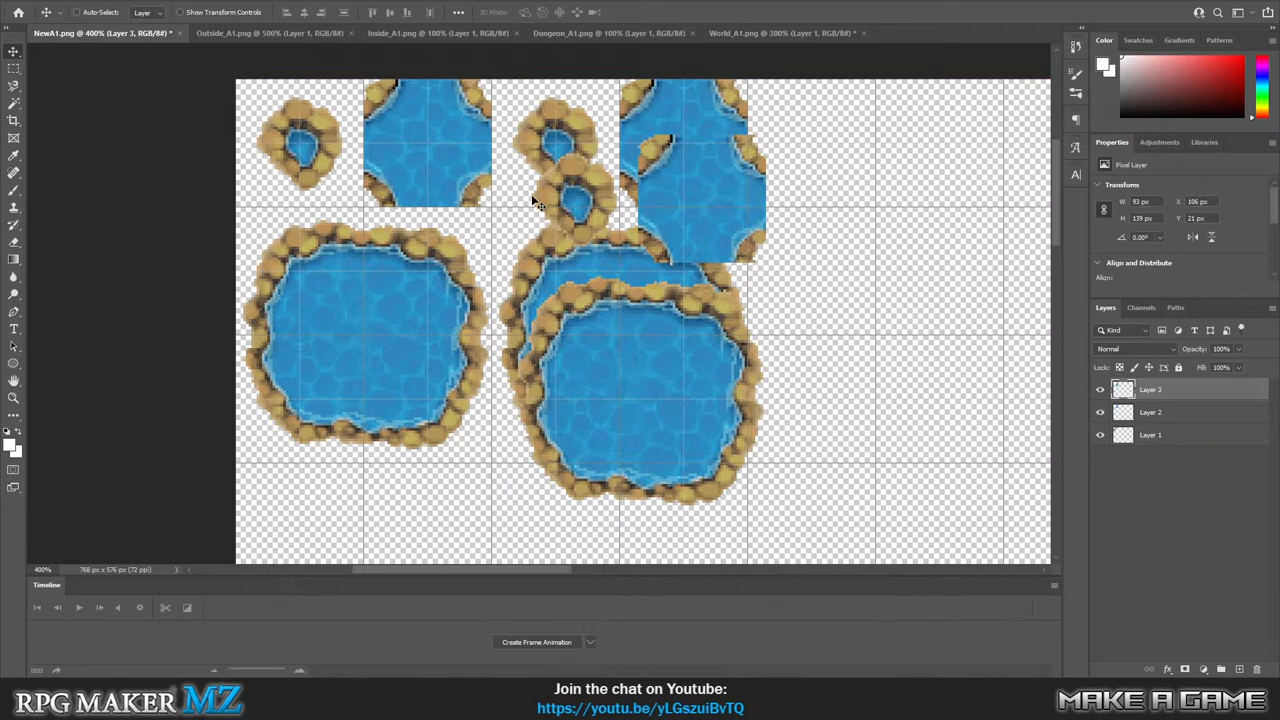 Auto-Select:
Layer
Show Transform Controls
3D Mode:
NewA1.png @ 400% (Layer 3, RGB/8#) *
Outside_A1.png @ 500% (Layer 1, RGB/8#)
Inside_A1.png @ 100% (Layer 1, RGB/8#)
Dungeon_A1.png @ 100% (Layer 1, RGB/8#)
World_A1.png @ 300% (Layer 1, RGB/8#) *
Color
Swatches
Gradients
Patterns
Properties
Adjustments
Libraries
Pixel Layer
Transform
W 93 px
X 106 px
H 139 px
Y 21 px
0.00°
Align and Distribute
Align:
Layers
Channels
Paths
Kind
Normal
Opacity: 100%
Lock:
Fill: 100%
Layer 3
Layer 2
Layer 1
400%
768 px x 576 px (72 ppi)
Timeline
Create Frame Animation
RPG MAKER MZ
Join the chat on Youtube:
https://youtu.be/yLGszuiBvTQ
MAKE A GAME